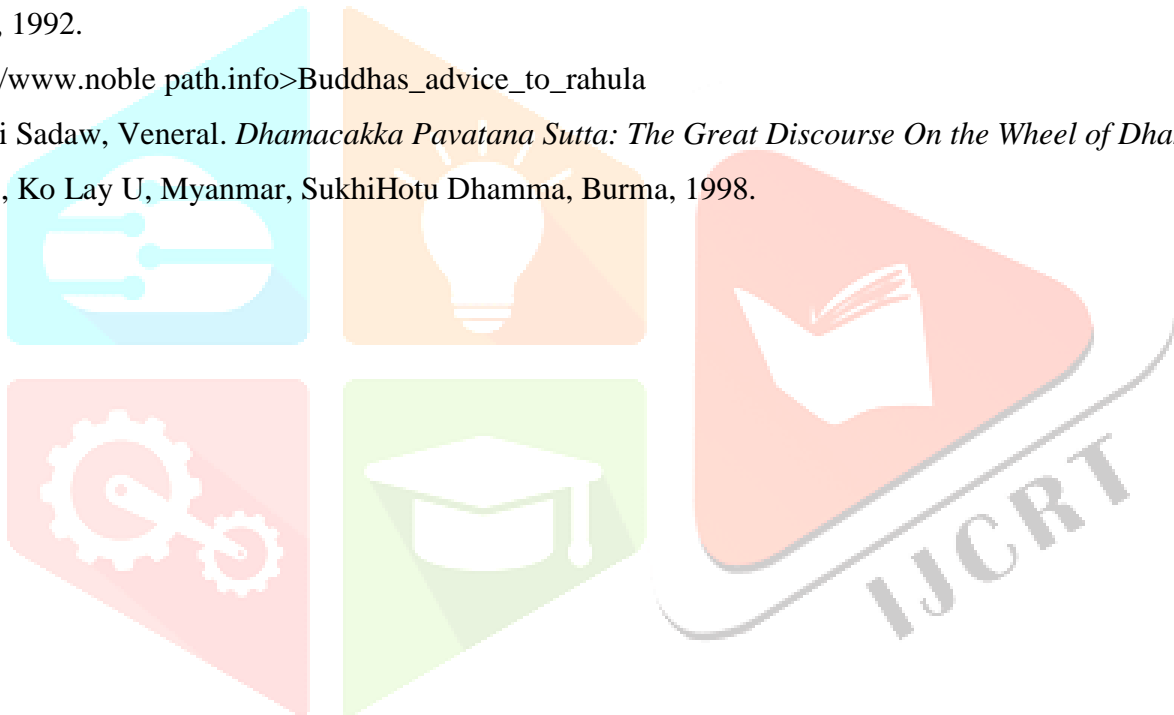 , 1992.
/www.noble path.info>Buddhas_advice_to_rahula
i Sadaw, Veneral. Dhamacakka Pavatana Sutta: The Great Discourse On the Wheel of Dha
, Ko Lay U, Myanmar, SukhiHotu Dhamma, Burma, 1998.
IJCRT